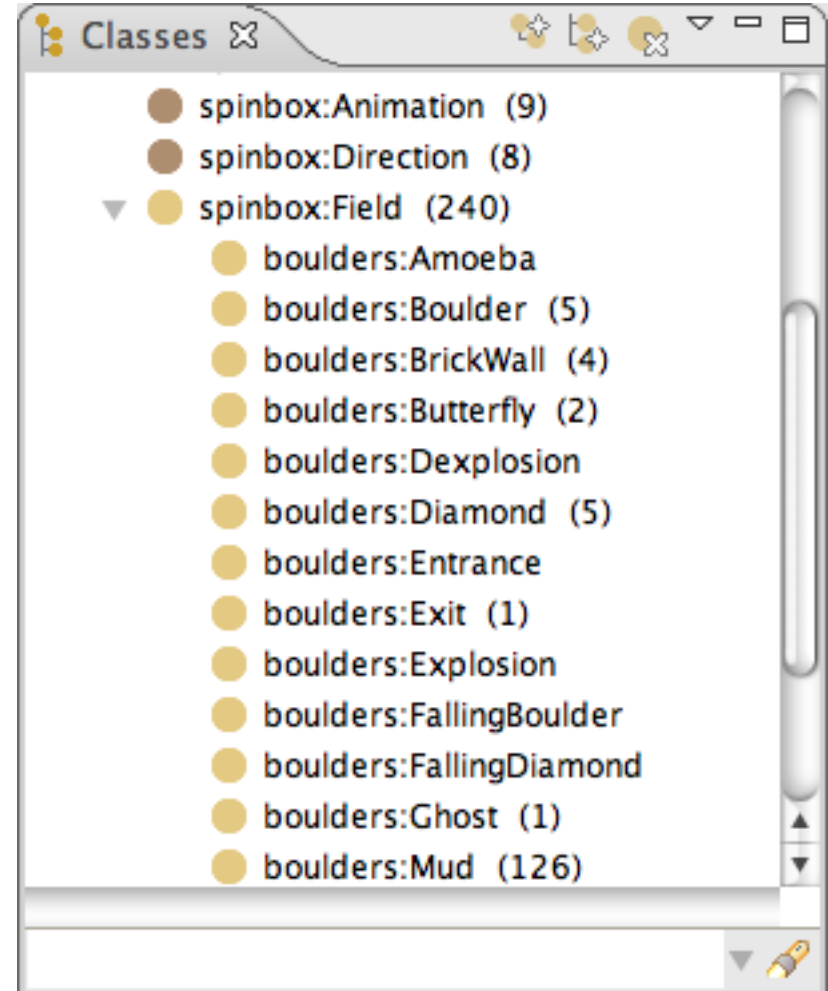 Classes
spinbox:Animation (9)
spinbox:Direction (8)
spinbox:Field (240)
boulders:Amoeba
boulders:Boulder (5)
boulders:BrickWall (4)
boulders:Butterfly (2)
boulders:Dexplosion
boulders:Diamond (5)
boulders:Entrance
boulders:Exit (1)
boulders:Explosion
boulders:FallingBoulder
boulders:FallingDiamond
boulders:Ghost (1)
boulders:Mud (126)